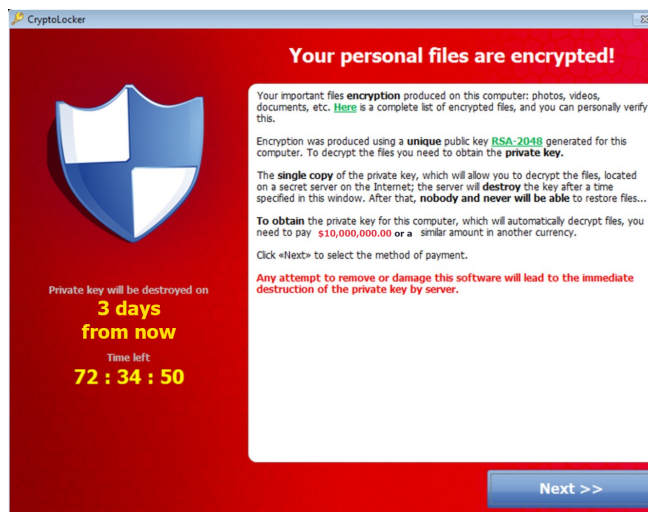 CryptoLocker
Your personal files are encrypted!
Your important files encryption produced on this computer: photos, videos,
documents, etc. Here is a complete list of encrypted files, and you can personally verify
this.
Encryption was produced using a unique public key RSA-2048 generated for this
computer. To decrypt the files you need to obtain the private key.
The single copy of the private key, which will allow you to decrypt the files, located
on a secret server on the Internet; the server will destroy the key after a time
specified in this window. After that, nobody and never will be able to restore files...
To obtain the private key for this computer, which will automatically decrypt files, you
need to pay $10,000,000.00 or a similar amount in another currency.
Click «Next» to select the method of payment.
Any attempt to remove or damage this software will lead to the immediate
destruction of the private key by server.
Private key will be destroyed on
3 days
from now
Time left
72 : 34 : 50
Next >>